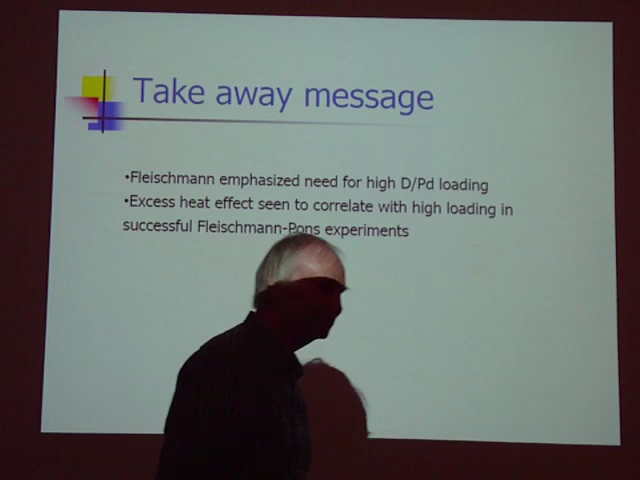 Take away message
•Fleischmann emphasized need for high D/Pd loading
•Excess heat effect seen to correlate with high loading in
successful Fleischmann-Pons experiments